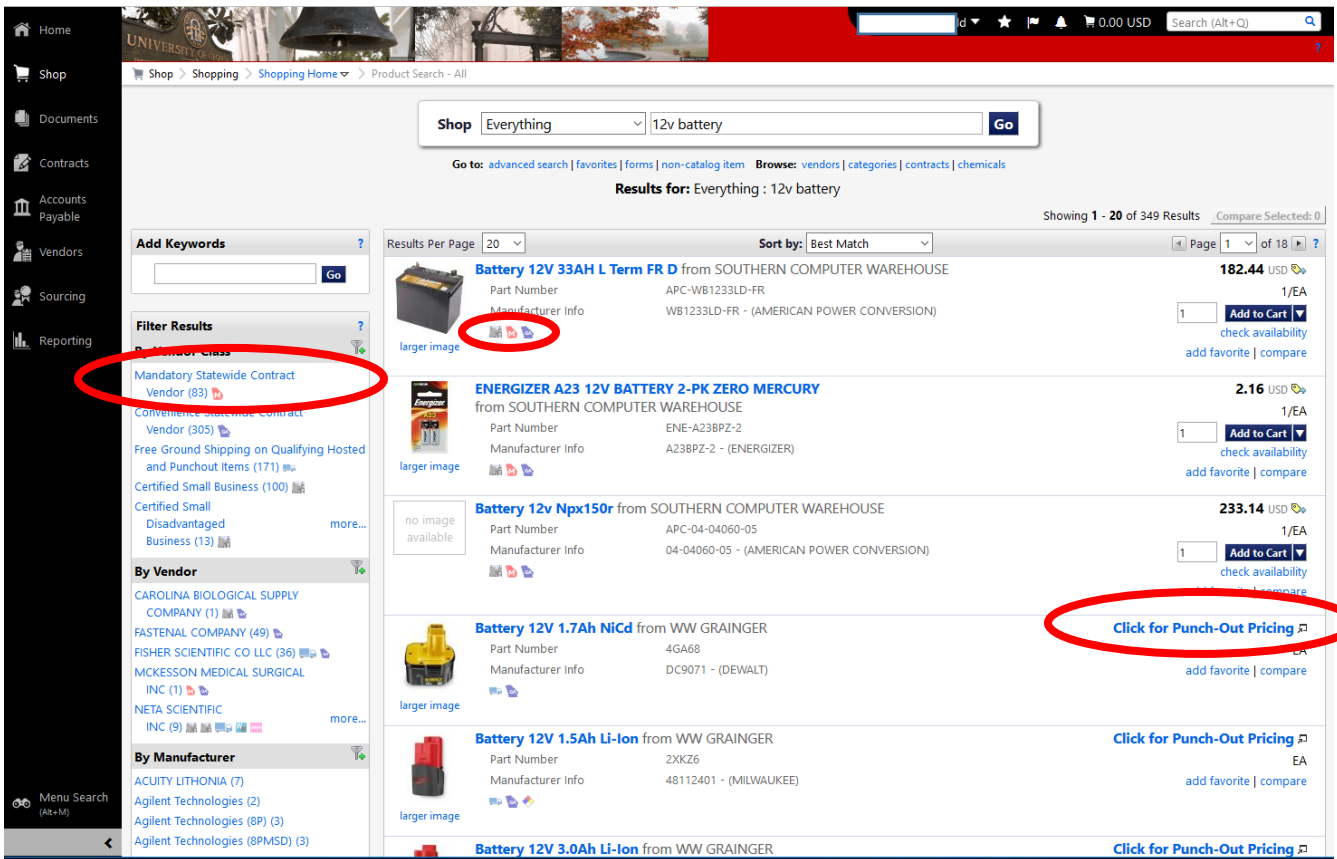 Home
UNIVERSITY OF
ld
0.00 USD
Search (Alt+Q)
?
Shop
Shop > Shopping > Shopping Home > Product Search - All
Documents
Contracts
Accounts
Payable
Vendors
Sourcing
Reporting
Menu Search
(Alt+M)
Shop Everything 12v battery Go
Go to: advanced search | favorites | forms | non-catalog item Browse: vendors | categories | contracts | chemicals
Results for: Everything : 12v battery
Showing 1 - 20 of 349 Results Compare Selected: 0
Add Keywords ?
Go
Filter Results ?
By Vendor Class
Mandatory Statewide Contract
Vendor (83)
Convenience Statewide Contract
Vendor (305)
Free Ground Shipping on Qualifying Hosted
and Punchout Items (171)
Certified Small Business (100)
Certified Small
Disadvantaged more...
Business (13)
By Vendor
CAROLINA BIOLOGICAL SUPPLY
COMPANY (1)
FASTENAL COMPANY (49)
FISHER SCIENTIFIC CO LLC (36)
MCKESSON MEDICAL SURGICAL
INC (1)
NETA SCIENTIFIC
INC (9) more...
By Manufacturer
ACUITY LITHONIA (7)
Agilent Technologies (2)
Agilent Technologies (8P) (3)
Agilent Technologies (8PMSD) (3)
Results Per Page 20 Sort by: Best Match Page 1 of 18 ?
Battery 12V 33AH L Term FR D from SOUTHERN COMPUTER WAREHOUSE 182.44 USD
Part Number APC-WB1233LD-FR 1/EA
Manufacturer Info WB1233LD-FR - (AMERICAN POWER CONVERSION) 1 Add to Cart
check availability
larger image
add favorite | compare
ENERGIZER A23 12V BATTERY 2-PK ZERO MERCURY 2.16 USD
from SOUTHERN COMPUTER WAREHOUSE 1/EA
Part Number ENE-A23BPZ-2 1 Add to Cart
Manufacturer Info A23BPZ-2 - (ENERGIZER) check availability
larger image add favorite | compare
Battery 12v Npx150r from SOUTHERN COMPUTER WAREHOUSE 233.14 USD
no image
available
Part Number APC-04-04060-05 1/EA
Manufacturer Info 04-04060-05 - (AMERICAN POWER CONVERSION) 1 Add to Cart
check availability
add favorite | compare
Battery 12V 1.7Ah NiCd from WW GRAINGER Click for Punch-Out Pricing
Part Number 4GA68 EA
Manufacturer Info DC9071 - (DEWALT) add favorite | compare
larger image
Battery 12V 1.5Ah Li-Ion from WW GRAINGER Click for Punch-Out Pricing
Part Number 2XKZ6 EA
Manufacturer Info 48112401 - (MILWAUKEE) add favorite | compare
larger image
Battery 12V 3.0Ah Li-Ion from WW GRAINGER Click for Punch-Out Pricing